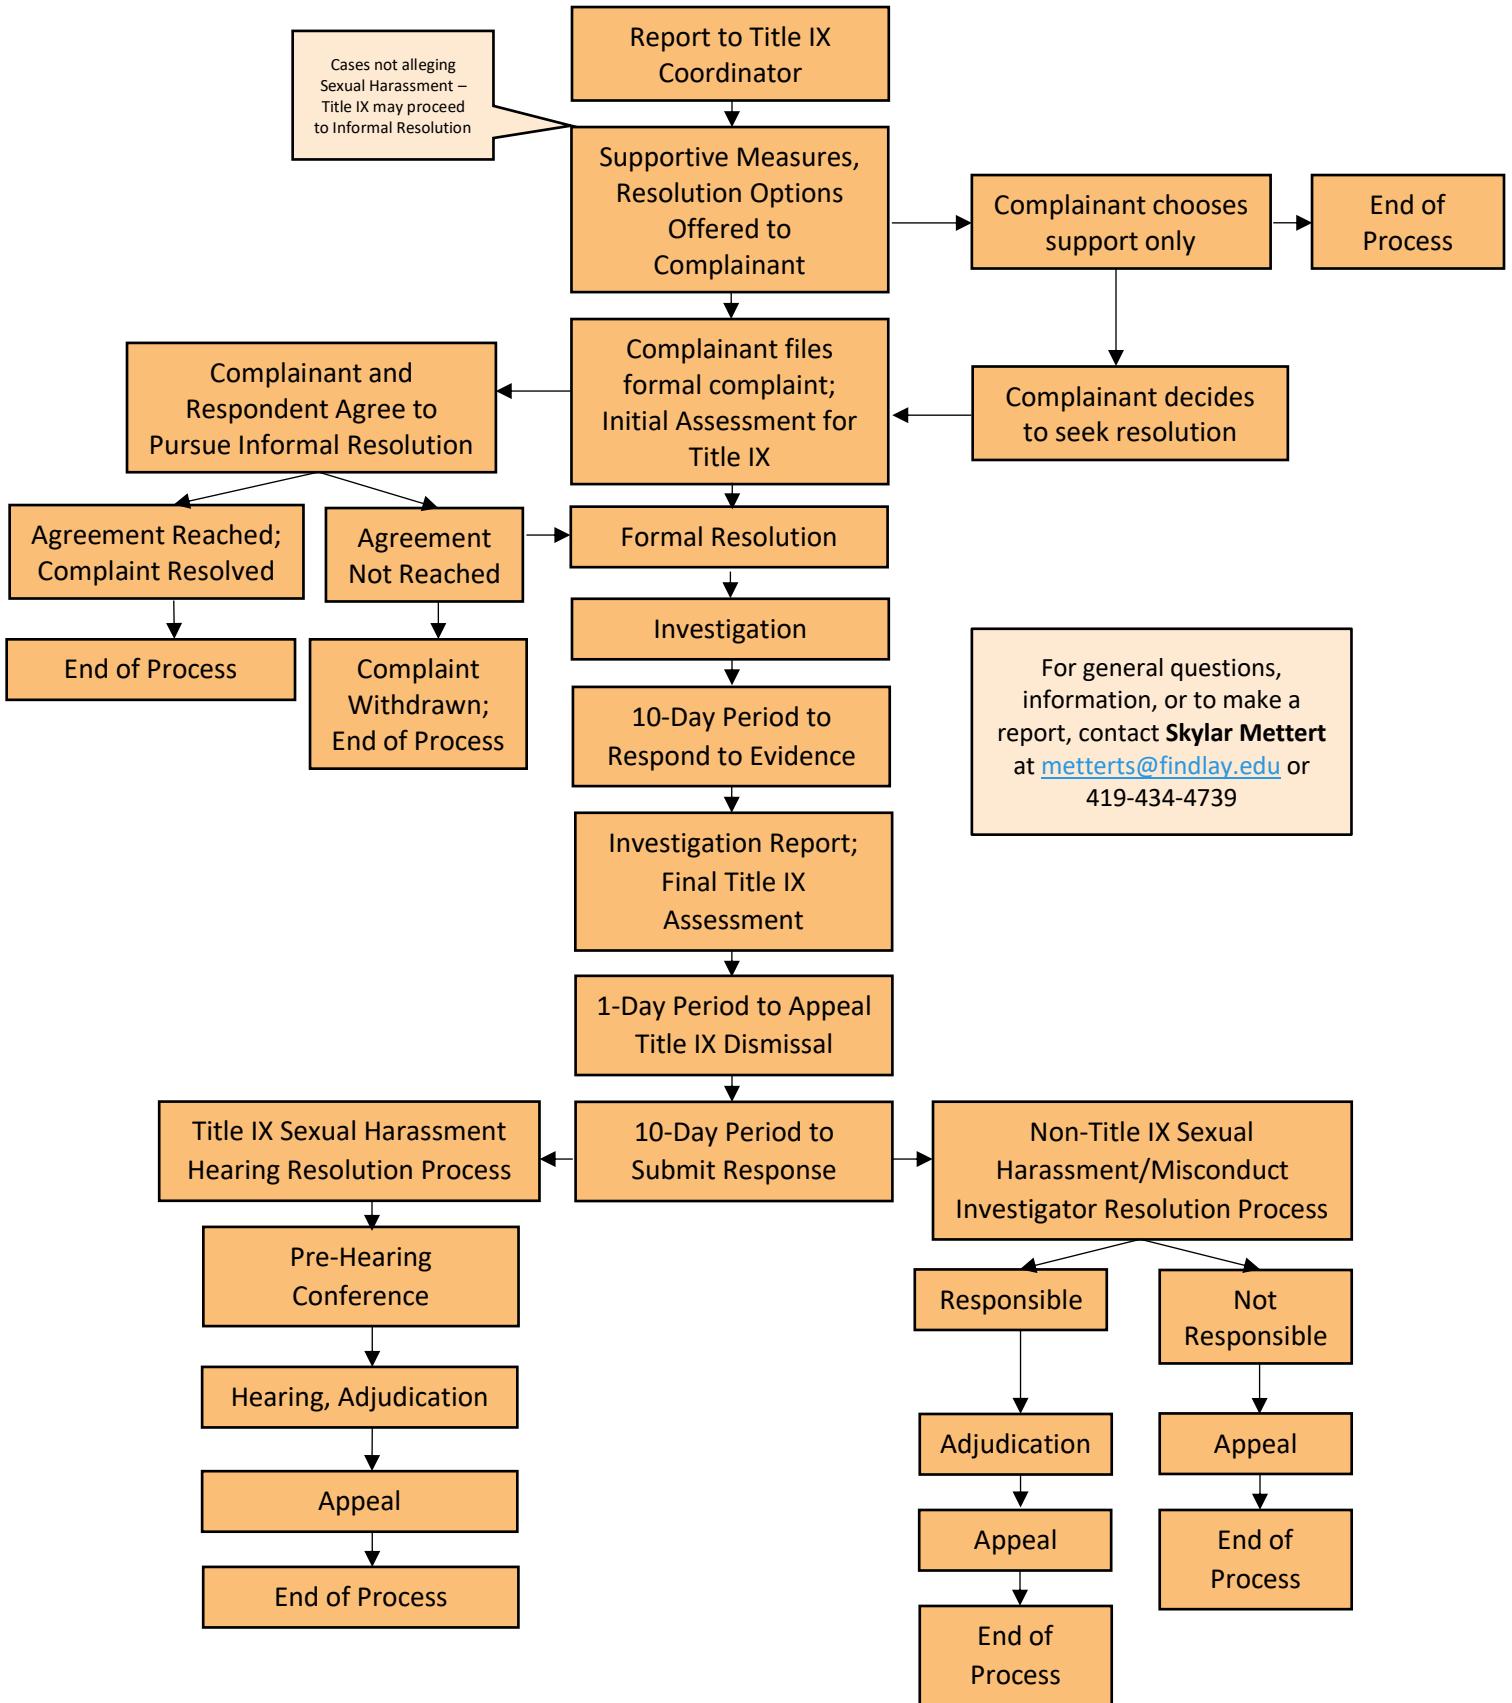 Report to Title IX
Coordinator
Cases not alleging
Sexual Harassment –
Title IX may proceed
to Informal Resolution
Supportive Measures,
Resolution Options
Offered to
Complainant
Complainant chooses
support only
End of
Process
Complainant files
formal complaint;
Initial Assessment for
Title IX
Complainant and
Respondent Agree to
Pursue Informal Resolution
Complainant decides
to seek resolution
Agreement Reached;
Complaint Resolved
Agreement
Not Reached
Formal Resolution
Investigation
End of Process
Complaint
Withdrawn;
End of Process
For general questions,
information, or to make a
report, contact Skylar Mettert
at metterts@findlay.edu or
419-434-4739
10-Day Period to
Respond to Evidence
Investigation Report;
Final Title IX
Assessment
1-Day Period to Appeal
Title IX Dismissal
Title IX Sexual Harassment
Hearing Resolution Process
10-Day Period to
Submit Response
Non-Title IX Sexual
Harassment/Misconduct
Investigator Resolution Process
Pre-Hearing
Conference
Responsible
Not
Responsible
Hearing, Adjudication
Adjudication
Appeal
Appeal
Appeal
End of
Process
End of Process
End of
Process